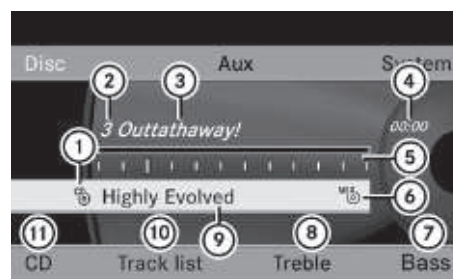 Disc Aux System
2 3 4
3 Outtathaway! 00:00
1 5
Highly Evolved MIX 6
11 10 9 8 7
CD Track list Treble Bass